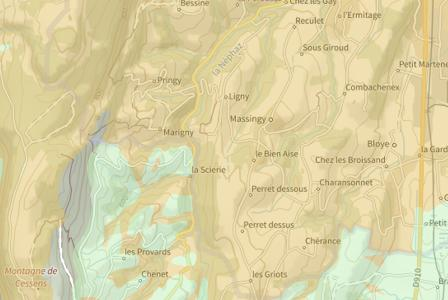 Bessine
Chez les Gay
l'Ermitage
Reculet
la Néphaz
Sous Giroud
Petit Martene
Pringy
Combachenex
Ligny
Massingy
Marigny
Bloye
la Gard
le Bien Aise
Chez les Broissand
la Scierie
Charansonnet
Perret dessous
Perret dessus
Petit
Chérance
les Provards
Montagne de
Cessens
Chenet
les Griots
D910